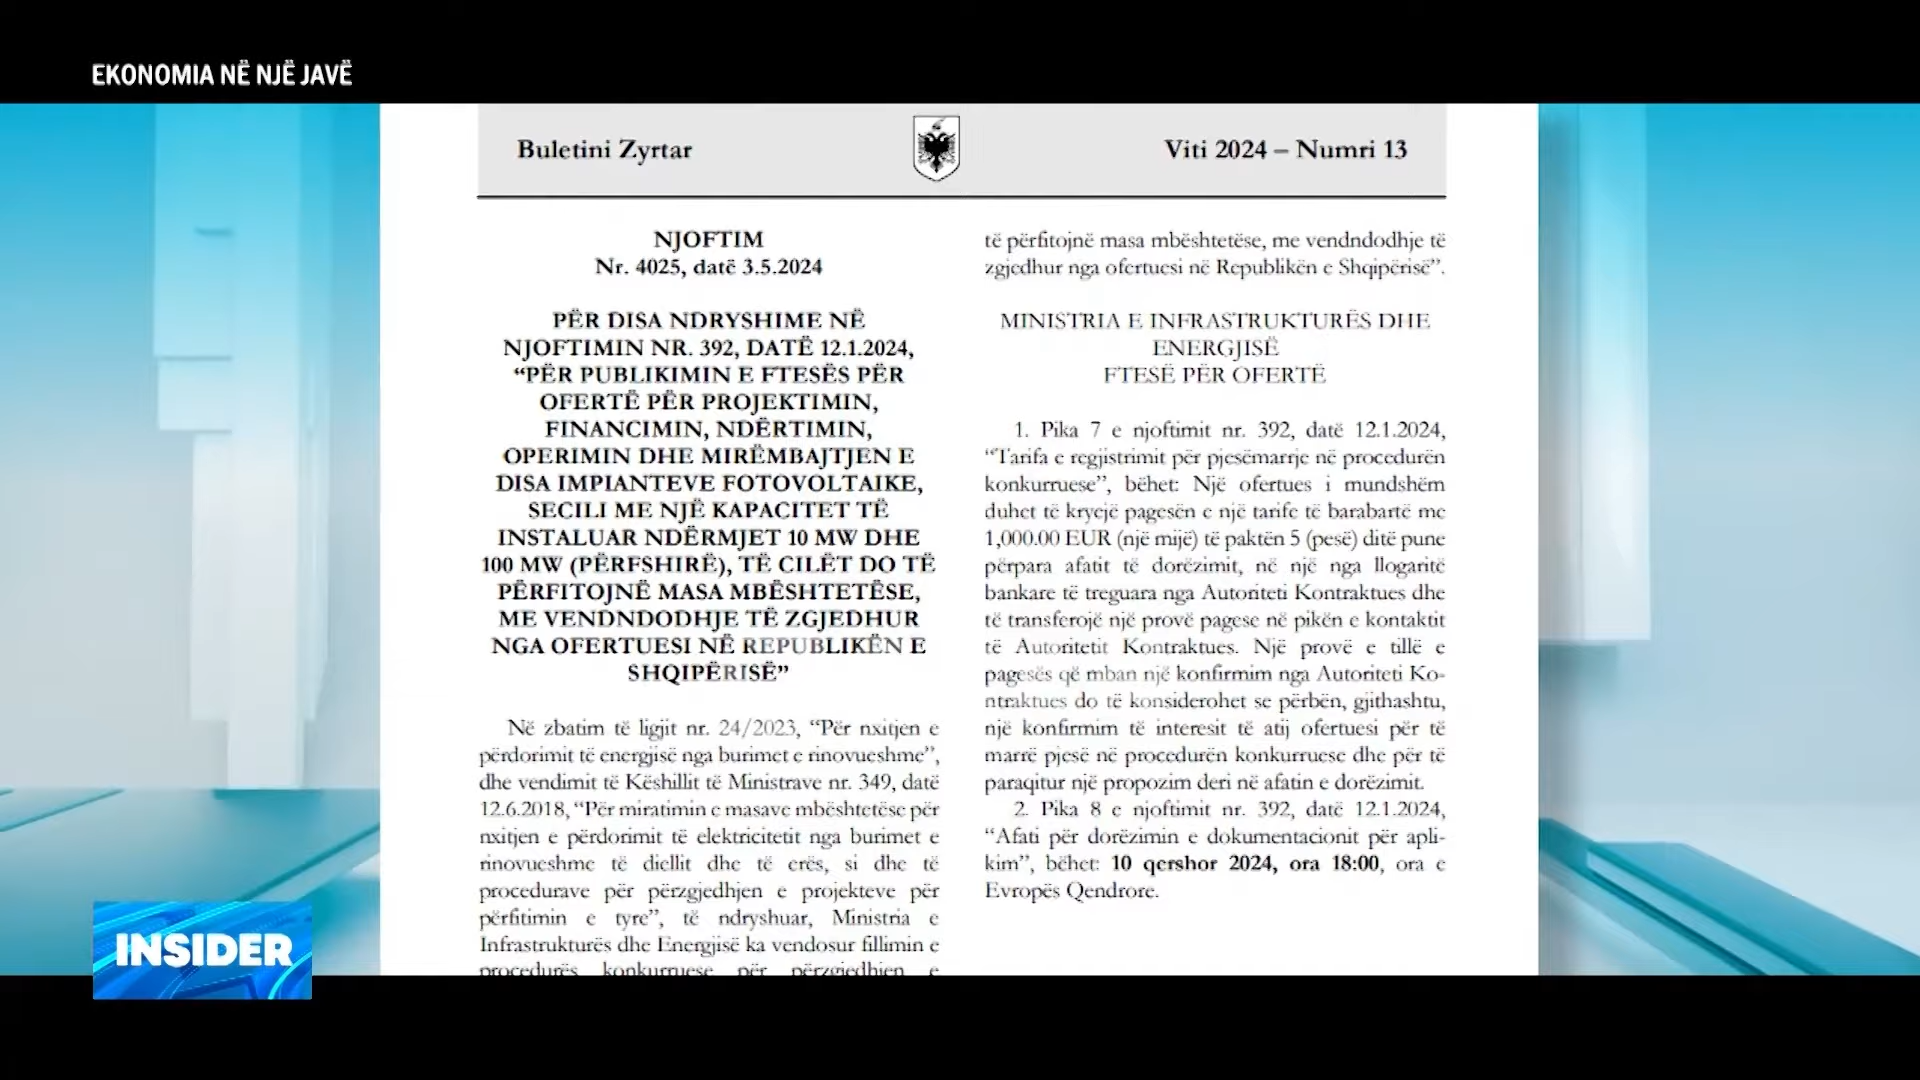 EKONOMIA NË NJË JAVË
Buletini Zyrtar
Viti 2024 – Numri 13
NJOFTIM
Nr. 4025, datë 3.5.2024
PËR DISA NDRYSHIME NË
NJOFTIMIN NR. 392, DATË 12.1.2024,
“PËR PUBLIKIMIN E FTESËS PËR
OFERTË PËR PROJEKTIMIN,
FINANCIMIN, NDËRTIMIN,
OPERIMIN DHE MIRËMBAJTJEN E
DISA IMPIANTEVE FOTOVOLTAIKE,
SECILI ME NJË KAPACITET TË
INSTALUAR NDËRMJET 10 MW DHE
100 MW (PËRFSHIRË), TË CILËT DO TË
PËRFITOJNË MASA MBËSHTETËSE,
ME VENDNDODHJE TË ZGJEDHUR
NGA OFERTUESI NË REPUBLIKËN E
SHQIPËRISË”
Në zbatim të ligjit nr. 24/2023, “Për nxitjen e
përdorimit të energjisë nga burimet e rinovueshme”,
dhe vendimit të Këshillit të Ministrave nr. 349, datë
12.6.2018, “Për miratimin e masave mbështetëse për
nxitjen e përdorimit të elektricitetit nga burimet e
rinovueshme të diellit dhe të erës, si dhe të
procedurave për përzgjedhjen e projekteve për
përfitimin e tyre”, të ndryshuar, Ministria e
Infrastrukturës dhe Energjisë ka vendosur fillimin e
procedurës konkurruese për përzgjedhjen e
të përfitojnë masa mbështetëse, me vendndodhje të
zgjedhur nga ofertuesi në Republikën e Shqipërisë”.
MINISTRIA E INFRASTRUKTURËS DHE
ENERGJISË
FTESË PËR OFERTË
1. Pika 7 e njoftimit nr. 392, datë 12.1.2024,
“Tarifa e regjistrimit për pjesëmarrje në procedurën
konkurruese”, bëhet: Një ofertues i mundshëm
duhet të kryejë pagesën e një tarife të barabartë me
1,000.00 EUR (një mijë) të paktën 5 (pesë) ditë pune
përpara afatit të dorëzimit, në një nga llogaritë
bankare të treguara nga Autoriteti Kontraktues dhe
të transferojë një provë pagese në pikën e kontaktit
të Autoritetit Kontraktues. Një provë e tillë e
pagesës që mban një konfirmim nga Autoriteti Ko-
ntraktues do të konsiderohet se përbën, gjithashtu,
një konfirmim të interesit të atij ofertuesi për të
marrë pjesë në procedurën konkurruese dhe për të
paraqitur një propozim deri në afatin e dorëzimit.
2. Pika 8 e njoftimit nr. 392, datë 12.1.2024,
“Afati për dorëzimin e dokumentacionit për apli-
kim”, bëhet: 10 qershor 2024, ora 18:00, ora e
Evropës Qendrore.
INSIDER